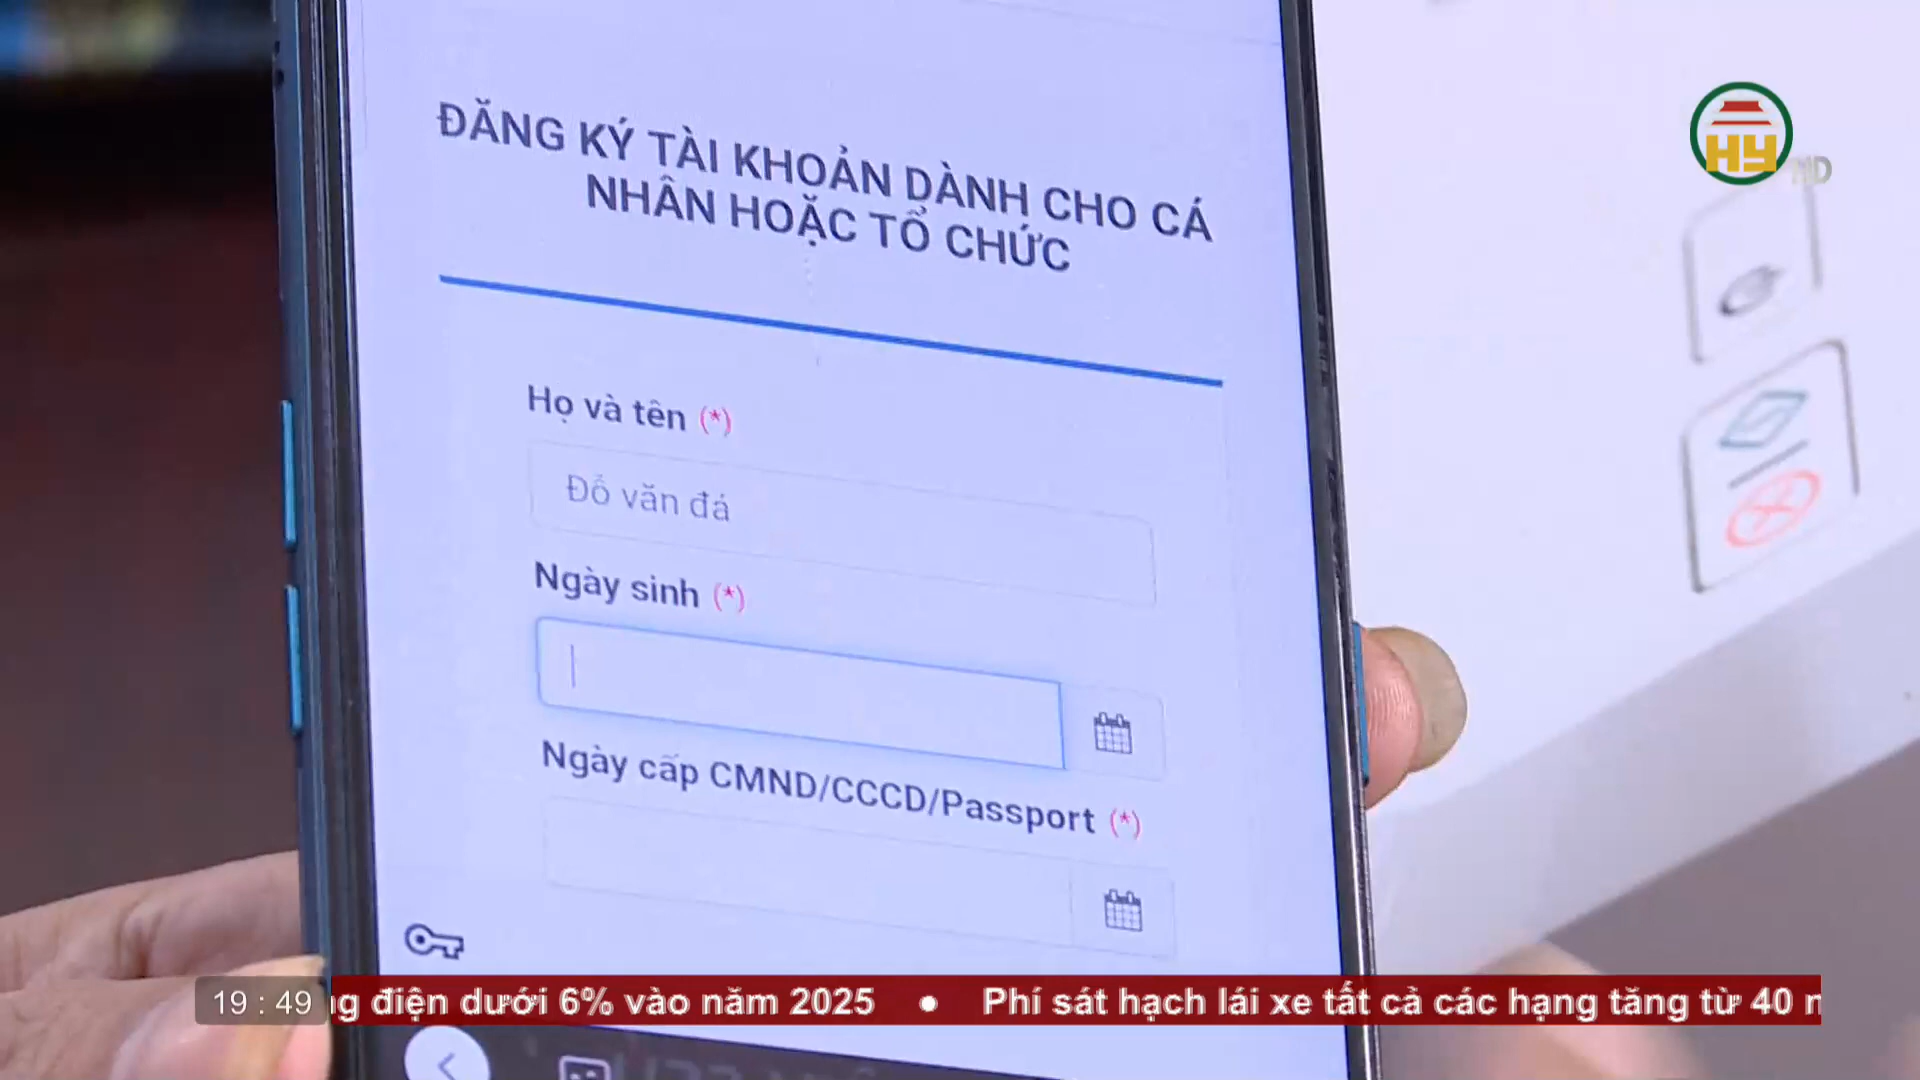 ĐĂNG KÝ TÀI KHOẢN DÀNH CHO CÁ
NHÂN HOẶC TỔ CHỨC
HY
HD
Họ và tên (*)
Đỗ văn đá
Ngày sinh (*)
Ngày cấp CMND/CCCD/Passport (*)
19 : 49
điện dưới 6% vào năm 2025 • Phí sát hạch lái xe tất cả các hạng tăng từ 40